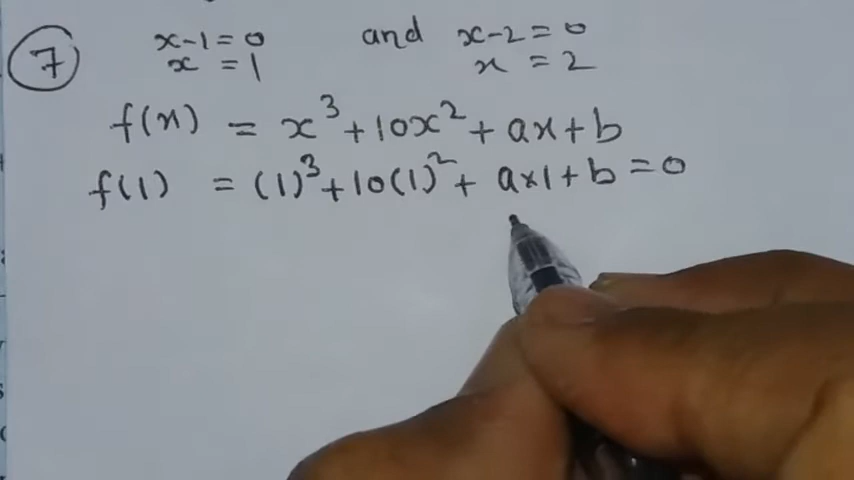 7 x-1=0 and x-2=0
x =1 x =2
f(x) = x³+10x²+ax+b
f(1) = (1)³+10(1)²+ a×1+b=0